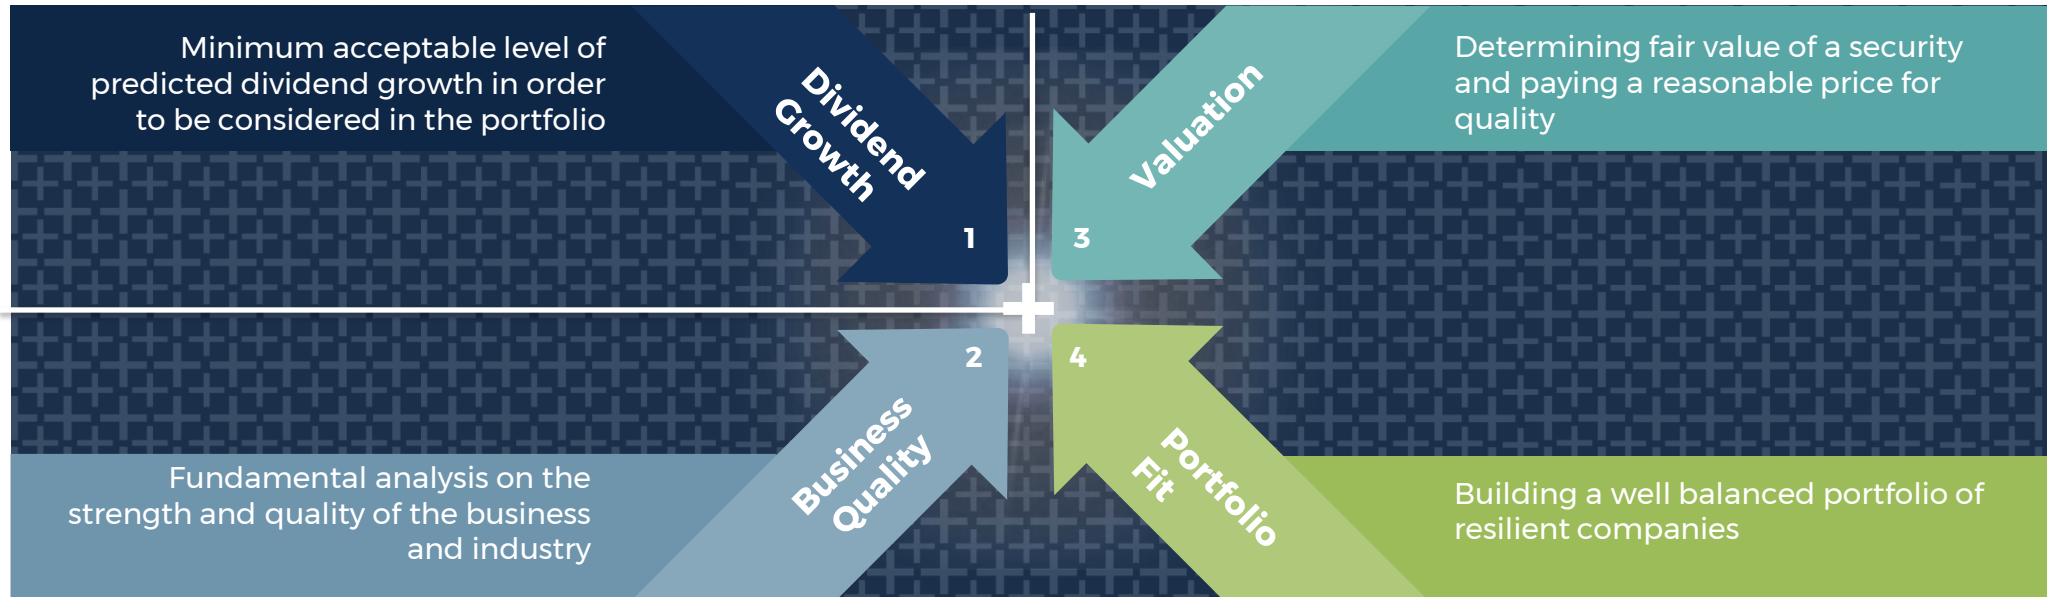 Minimum acceptable level of
predicted dividend growth in order
to be considered in the portfolio
Dividend
Growth
1
Fundamental analysis on the
strength and quality of the business
and industry
Business
Quality
2
Determining fair value of a security
and paying a reasonable price for
quality
Valuation
3
Building a well balanced portfolio of
resilient companies
Portfolio
Fit
4